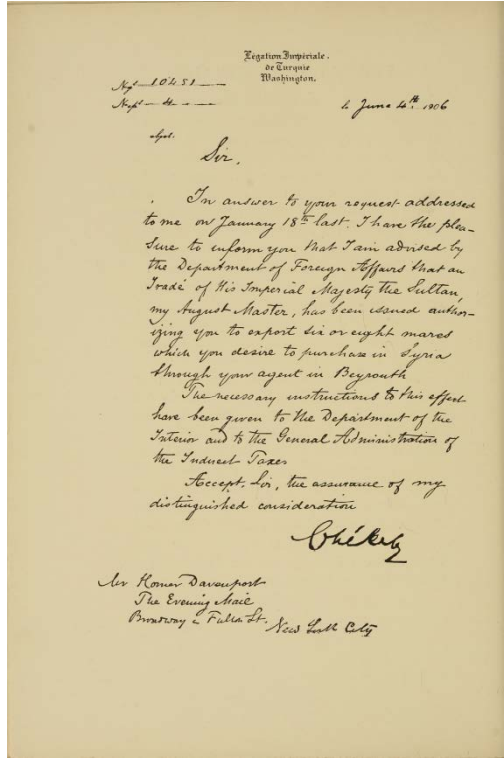 Légation Impériale.
de Turquie
Washington.
10451
4
le June 4th. 1906
Sir.
In answer to your request addressed
to me on January 18th last. I have the plea-
sure to inform you that I am advised by
the Department of Foreign Affairs that an
Iradé of His Imperial Majesty the Sultan,
my August Master, has been issued author-
izing you to export six or eight mares
which you desire to purchase in Syria
through your agent in Beyrouth
The necessary instructions to this effect
have been given to the Department of the
Interior and to the General Administration of
the Indirect Taxes
Accept, Sir, the assurance of my
distinguished consideration
Chékib
Mr Homer Davenport
The Evening Mail
Broadway & Fulton St.
New York City